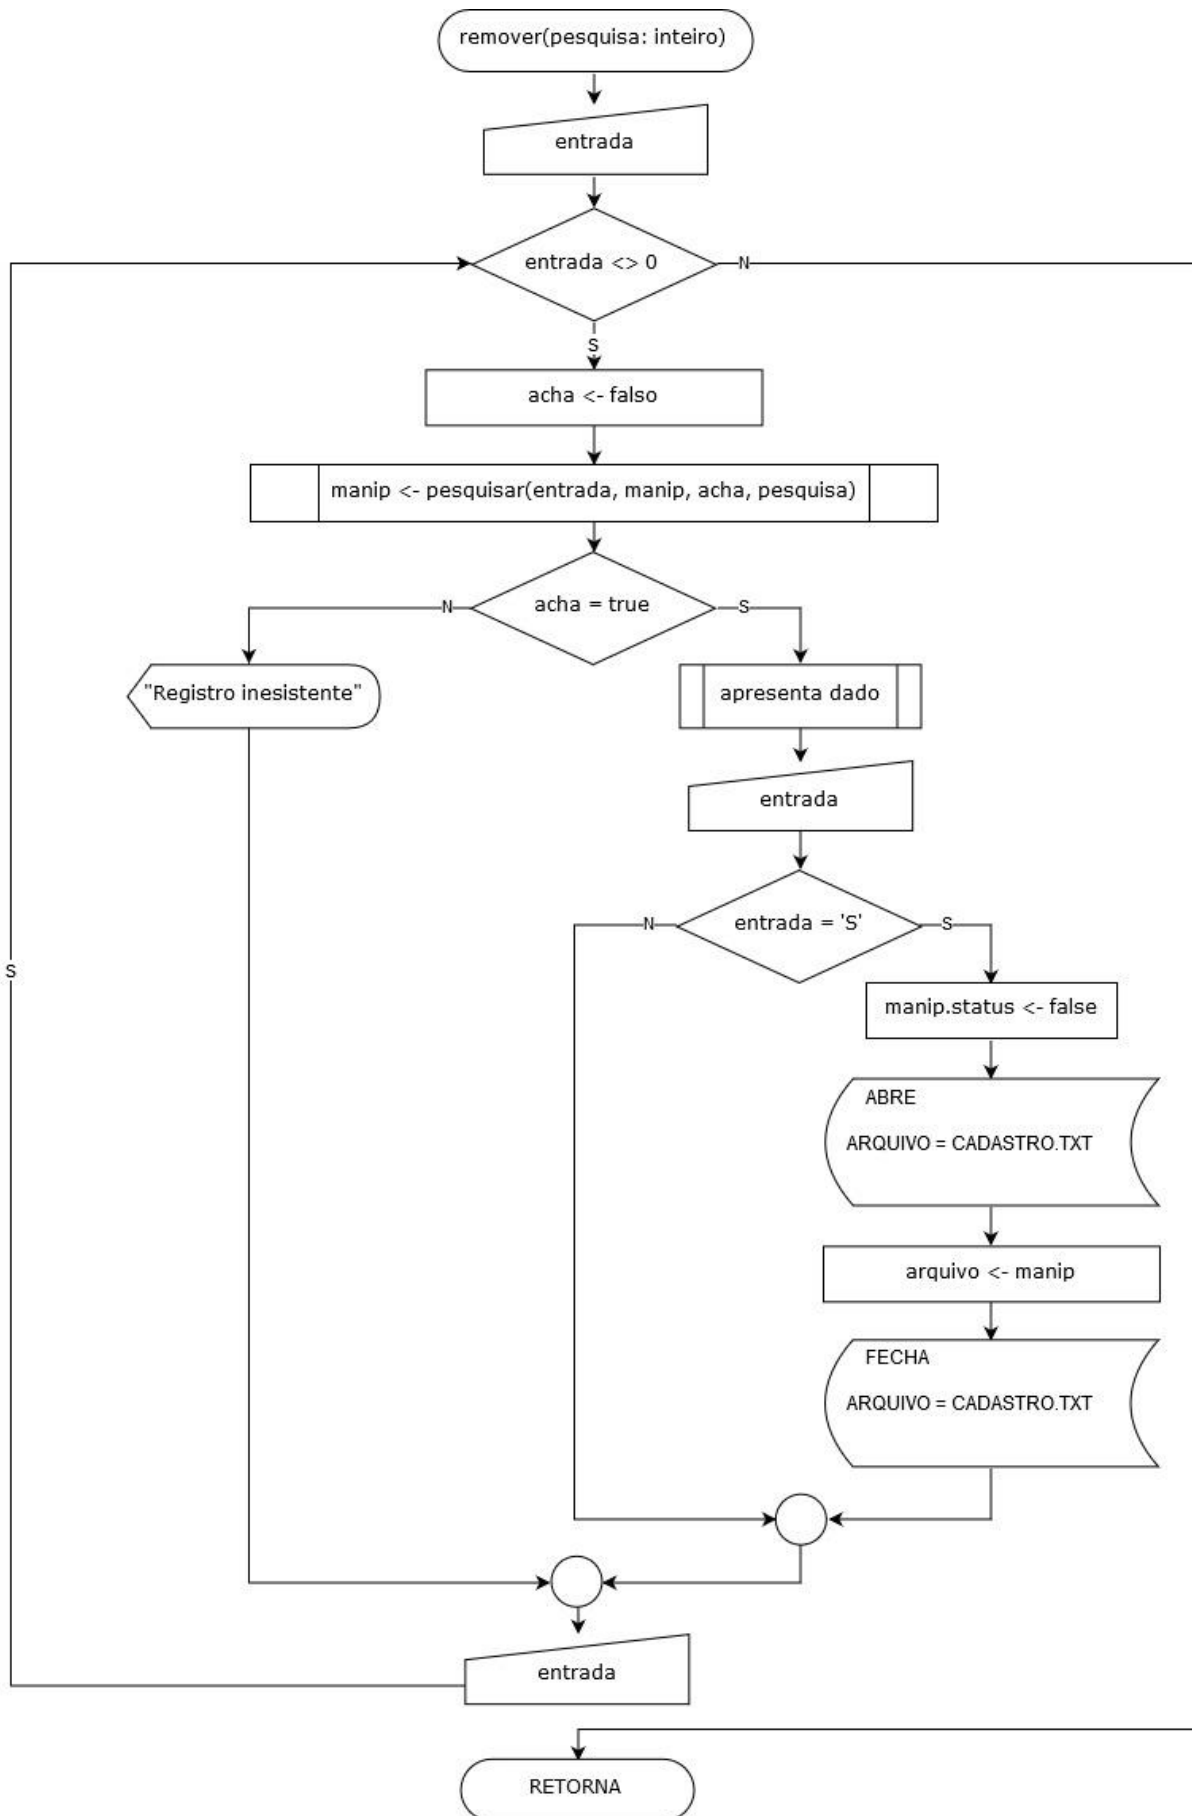 remover(pesquisa: inteiro)
entrada
entrada <> 0
N
S
acha <- falso
manip <- pesquisar(entrada, manip, acha, pesquisa)
acha = true
N
S
"Registro inesistente"
apresenta dado
entrada
entrada = 'S'
N
S
S
manip.status <- false
ABRE
ARQUIVO = CADASTRO.TXT
arquivo <- manip
FECHA
ARQUIVO = CADASTRO.TXT
entrada
RETORNA